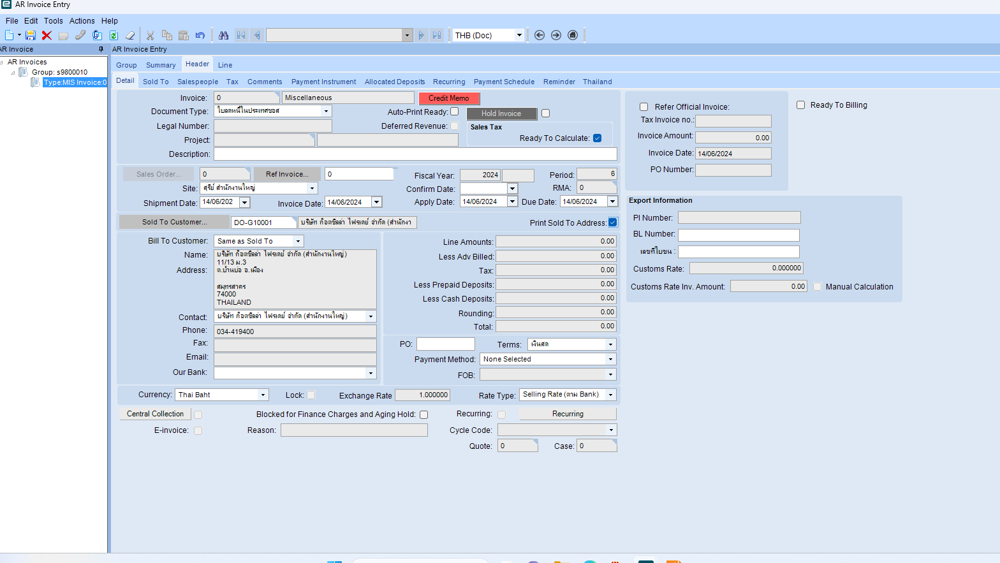 AR Invoice Entry
File Edit Tools Actions Help
THB (Doc)
AR Invoice
AR Invoices
Group: s9800010
Type:MIS Invoice:0
AR Invoice Entry
Group Summary Header Line
Detail Sold To Salespeople Tax Comments Payment Instrument Allocated Deposits Recurring Payment Schedule Reminder Thailand
Invoice: 0 Miscellaneous Credit Memo
Document Type: ใบลดหนี้ในประเทศชอส Auto-Print Ready: Hold Invoice
Legal Number: Deferred Revenue: Sales Tax
Project: Ready To Calculate:
Description:
Refer Official Invoice: Ready To Billing
Tax Invoice no.:
Invoice Amount: 0.00
Invoice Date: 14/06/2024
PO Number:
Sales Order... 0 Ref Invoice... 0 Fiscal Year: 2024 Period: 6
Site: สุรีย์ สำนักงานใหญ่ Confirm Date: RMA: 0
Shipment Date: 14/06/202 Invoice Date: 14/06/2024 Apply Date: 14/06/2024 Due Date: 14/06/2024
Sold To Customer... DO-G10001 บริษัท ก็อตซิลล่า ไฟรเดย์ จำกัด (สำนักงา Print Sold To Address:
Bill To Customer: Same as Sold To
Name: บริษัท ก็อตซิลล่า ไฟรเดย์ จำกัด (สำนักงานใหญ่)
11/13 ม.3
Address: ต.บ้านบ่อ อ.เมือง
สมุทรสาคร
74000
THAILAND
Contact: บริษัท ก็อตซิลล่า ไฟรเดย์ จำกัด (สำนักงานใหญ่)
Phone: 034-419400
Fax:
Email:
Our Bank:
Line Amounts: 0.00
Less Adv Billed: 0.00
Tax: 0.00
Less Prepaid Deposits: 0.00
Less Cash Deposits: 0.00
Rounding: 0.00
Total: 0.00
PO: Terms: เงินสด
Payment Method: None Selected
FOB:
Export Information
PI Number:
BL Number:
เลขที่ใบขน :
Customs Rate: 0.000000
Customs Rate Inv. Amount: 0.00 Manual Calculation
Currency: Thai Baht Lock: Exchange Rate 1.000000 Rate Type: Selling Rate (ตาม Bank)
Central Collection Blocked for Finance Charges and Aging Hold: Recurring: Recurring
E-invoice: Reason: Cycle Code:
Quote: 0 Case: 0